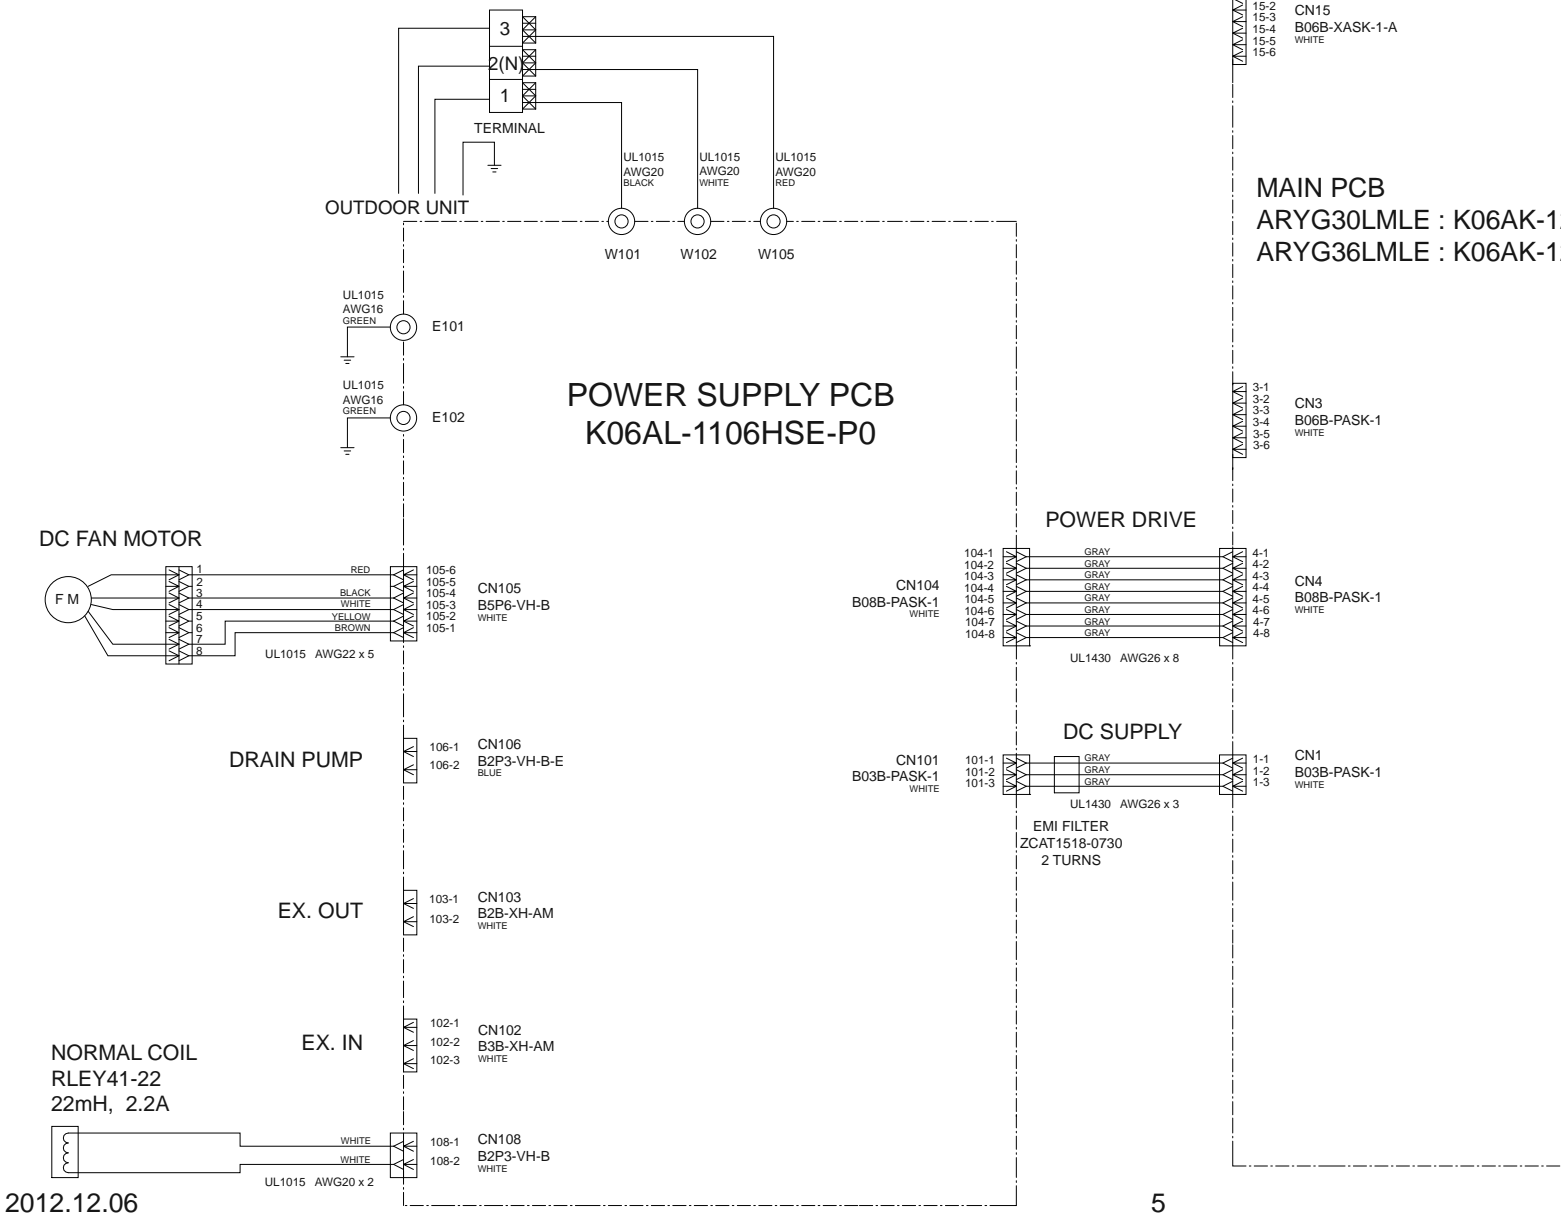 3
2(N)
1
TERMINAL
OUTDOOR UNIT
UL1015
AWG20
BLACK
UL1015
AWG20
WHITE
UL1015
AWG20
RED
W101
W102
W105
15-2
15-3
15-4
15-5
15-6
CN15
B06B-XASK-1-A
WHITE
MAIN PCB
ARYG30LMLE : K06AK-1
ARYG36LMLE : K06AK-1
UL1015
AWG16
GREEN
E101
UL1015
AWG16
GREEN
E102
POWER SUPPLY PCB
K06AL-1106HSE-P0
3-1
3-2
3-3
3-4
3-5
3-6
CN3
B06B-PASK-1
WHITE
DC FAN MOTOR
F M
1
2
3
4
5
6
7
8
RED
BLACK
WHITE
YELLOW
BROWN
UL1015 AWG22 x 5
105-6
105-5
105-4
105-3
105-2
105-1
CN105
B5P6-VH-B
WHITE
POWER DRIVE
CN104
B08B-PASK-1
WHITE
104-1
104-2
104-3
104-4
104-5
104-6
104-7
104-8
GRAY
GRAY
GRAY
GRAY
GRAY
GRAY
GRAY
GRAY
UL1430 AWG26 x 8
4-1
4-2
4-3
4-4
4-5
4-6
4-7
4-8
CN4
B08B-PASK-1
WHITE
DRAIN PUMP
106-1
106-2
CN106
B2P3-VH-B-E
BLUE
DC SUPPLY
CN101
B03B-PASK-1
WHITE
101-1
101-2
101-3
GRAY
GRAY
GRAY
UL1430 AWG26 x 3
1-1
1-2
1-3
CN1
B03B-PASK-1
WHITE
EMI FILTER
ZCAT1518-0730
2 TURNS
EX. OUT
103-1
103-2
CN103
B2B-XH-AM
WHITE
EX. IN
102-1
102-2
102-3
CN102
B3B-XH-AM
WHITE
NORMAL COIL
RLEY41-22
22mH, 2.2A
WHITE
WHITE
UL1015 AWG20 x 2
108-1
108-2
CN108
B2P3-VH-B
WHITE
2012.12.06
5